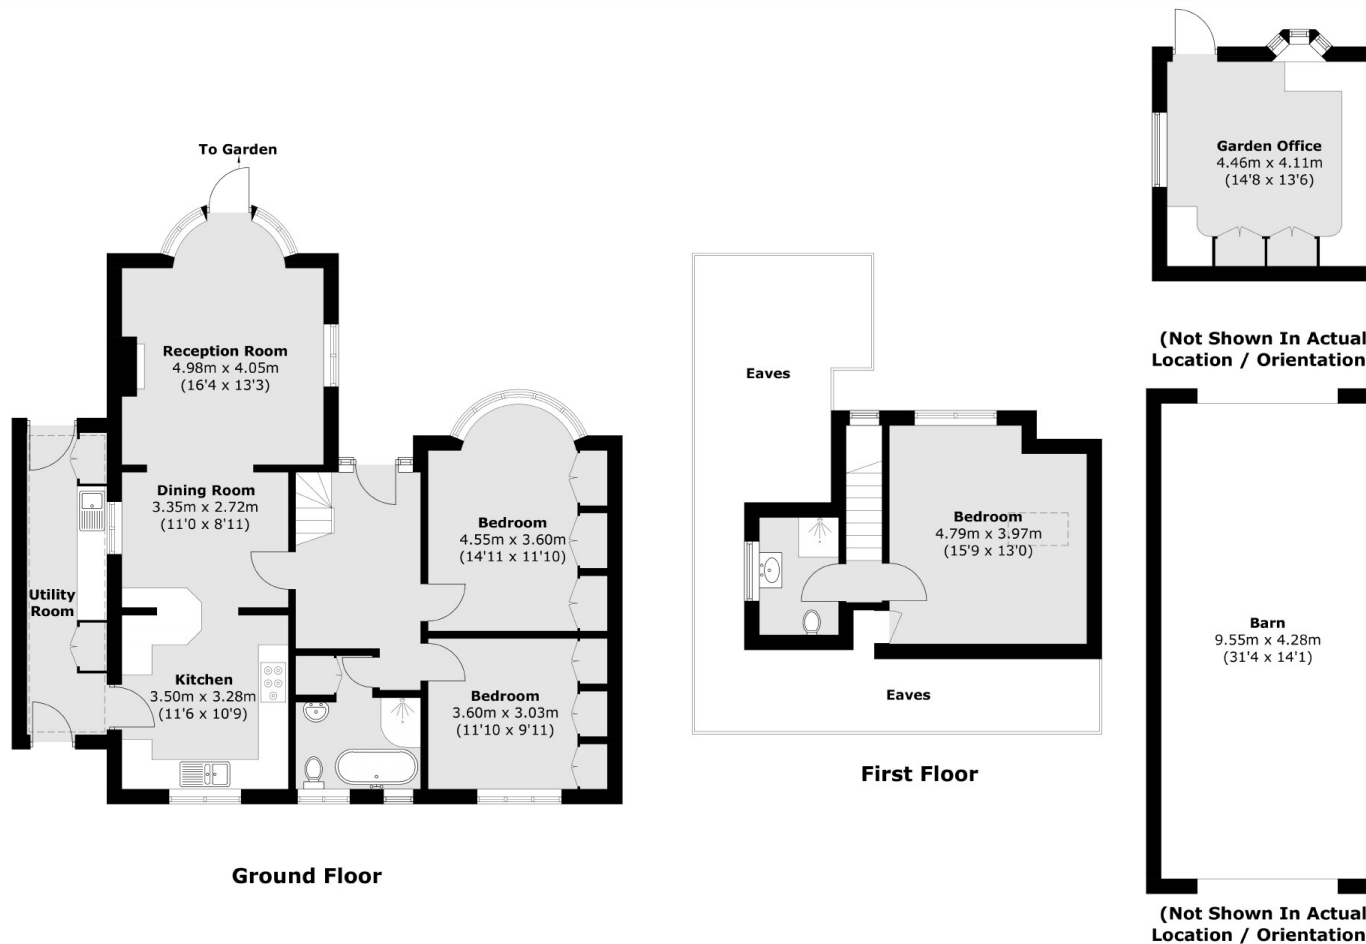 To Garden
Reception Room
4.98m x 4.05m
(16'4 x 13'3)
Dining Room
3.35m x 2.72m
(11'0 x 8'11)
Utility
Room
Kitchen
3.50m x 3.28m
(11'6 x 10'9)
Bedroom
4.55m x 3.60m
(14'11 x 11'10)
Bedroom
3.60m x 3.03m
(11'10 x 9'11)
Ground Floor
Eaves
Bedroom
4.79m x 3.97m
(15'9 x 13'0)
Eaves
First Floor
Garden Office
4.46m x 4.11m
(14'8 x 13'6)
(Not Shown In Actual
Location / Orientation
Barn
9.55m x 4.28m
(31'4 x 14'1)
(Not Shown In Actual
Location / Orientation